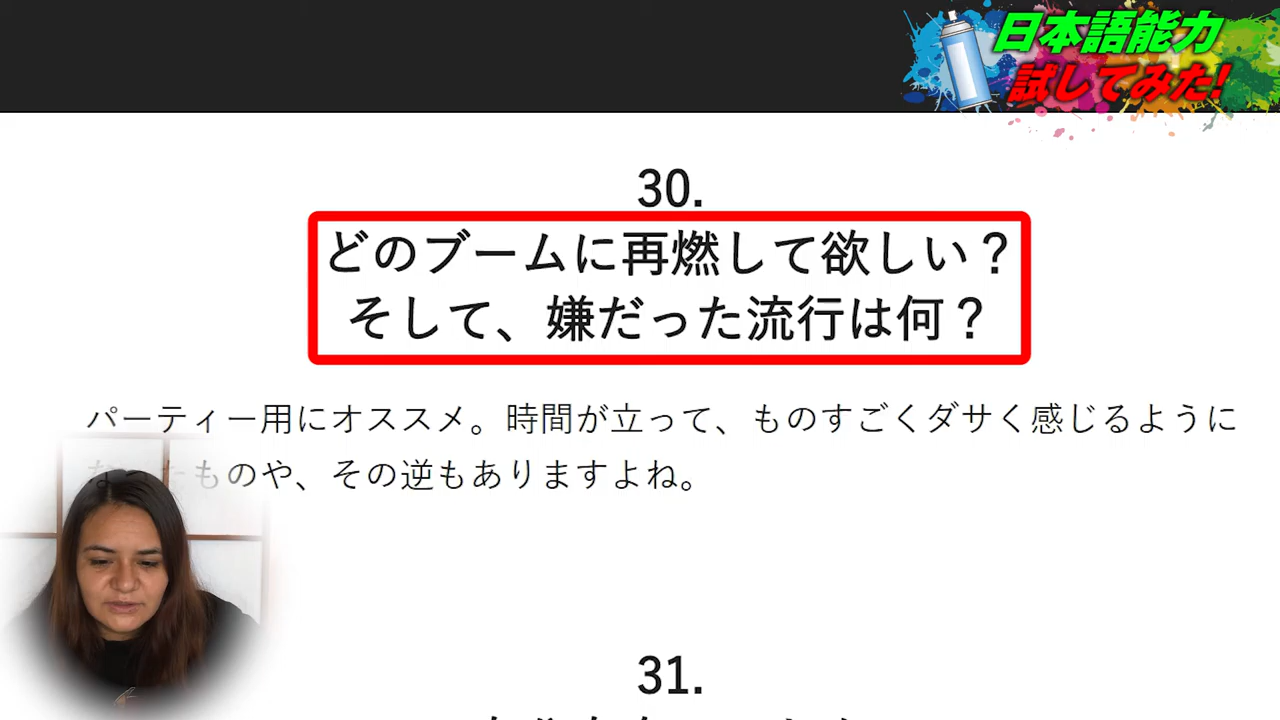 日本語能力
試してみた!
30.
どのブームに再燃して欲しい？
そして、嫌だった流行は何？
パーティー用にオススメ。時間が立って、ものすごくダサく感じるように
なったものや、その逆もありますよね。
31.